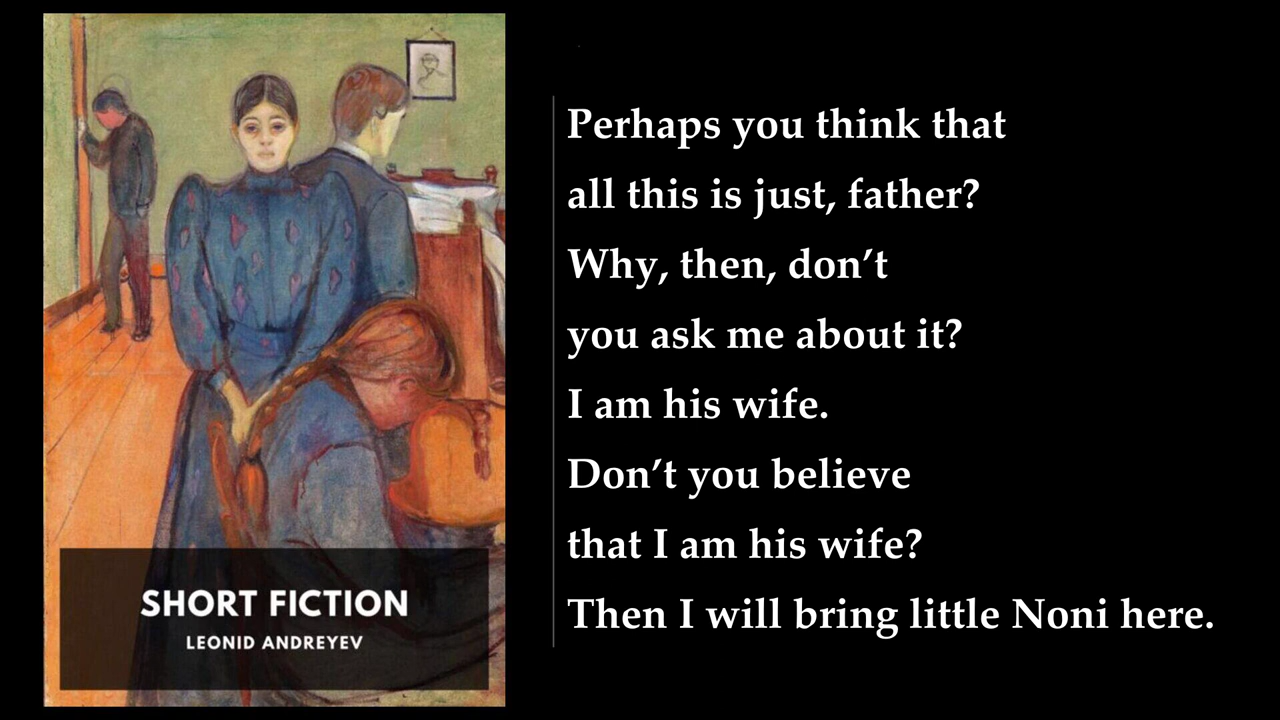 SHORT FICTION
LEONID ANDREYEV
Perhaps you think that
all this is just, father?
Why, then, don’t
you ask me about it?
I am his wife.
Don’t you believe
that I am his wife?
Then I will bring little Noni here.